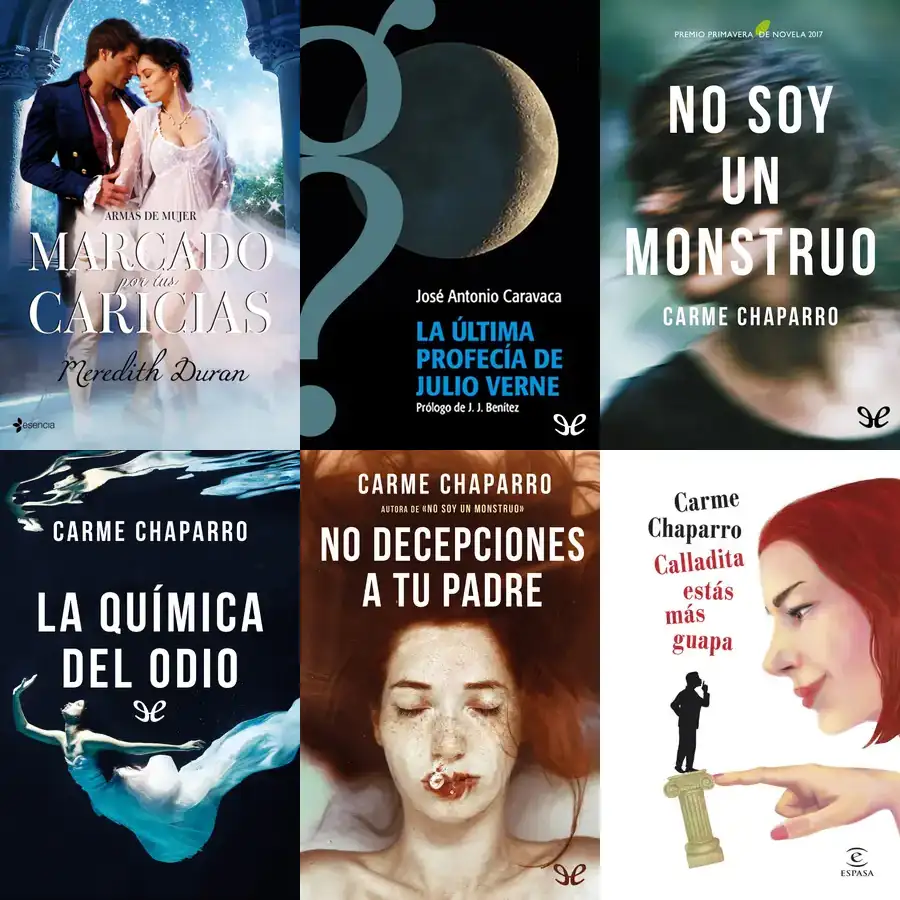 ARMAS DE MUJER
MARCADO
por tus
CARICIAS
Meredith Duran
esencia
José Antonio Caravaca
LA ÚLTIMA
PROFECÍA DE
JULIO VERNE
Prólogo de J. J. Benítez
PREMIO PRIMAVERA DE NOVELA 2017
NO SOY
UN
MONSTRUO
CARME CHAPARRO
CARME CHAPARRO
LA QUÍMICA
DEL ODIO
CARME CHAPARRO
AUTORA DE «NO SOY UN MONSTRUO»
NO DECEPCIONES
A TU PADRE
Carme
Chaparro
Calladita
estás
más
guapa
e
ESPASA